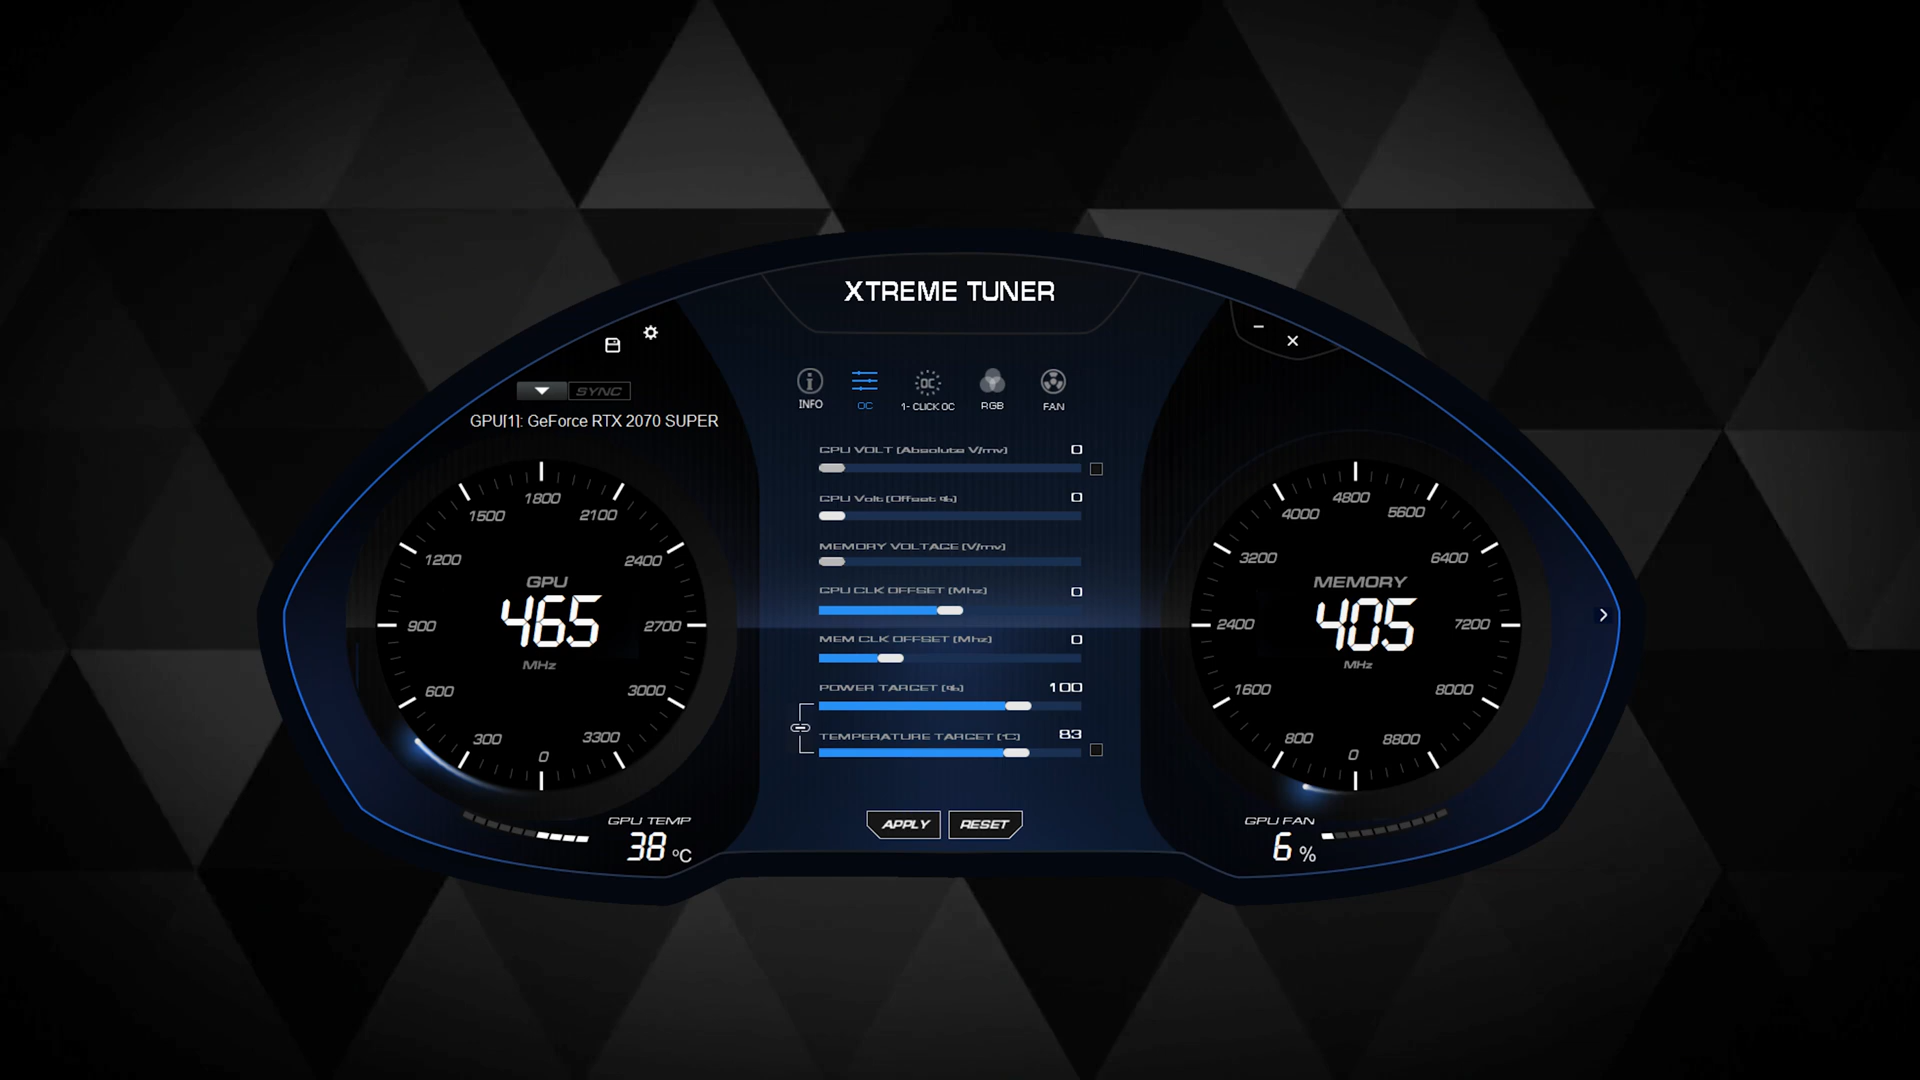 XTREME TUNER
SYNC
GPU[1]: GeForce RTX 2070 SUPER
INFO
OC
OC
1- CLICK OC
RGB
FAN
1800
1500
2100
1200
2400
GPU
465
MHz
900
2700
600
3000
300
3300
0
GPU TEMP
38 °C
GPU VOLT (Absolute V/mv) 0
GPU Volt (Offset %) 0
MEMORY VOLTAGE (V/mv)
GPU CLK OFFSET (Mhz) 0
MEM CLK OFFSET (Mhz) 0
POWER TARGET (%) 100
TEMPERATURE TARGET (°C) 83
APPLY
RESET
4800
4000
5600
3200
6400
MEMORY
405
MHz
2400
7200
1600
8000
800
8800
0
GPU FAN
6 %